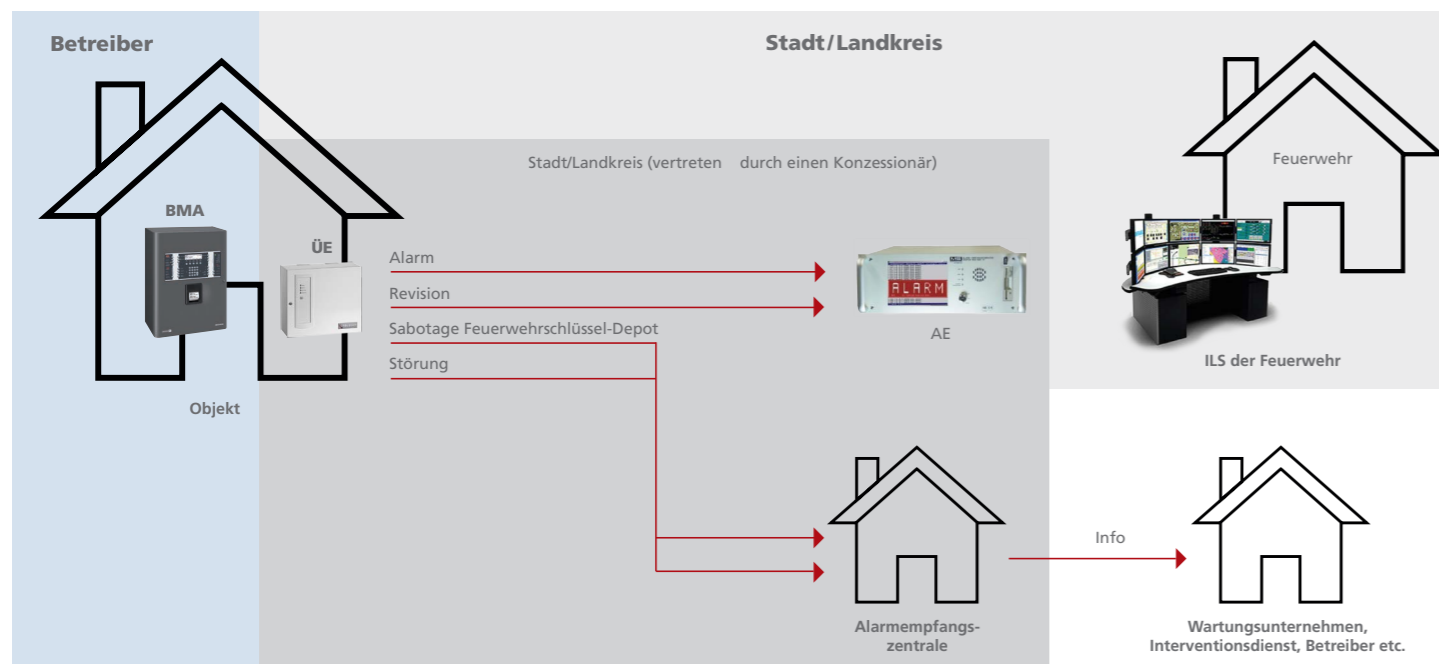 Betreiber
Stadt/Landkreis
Stadt/Landkreis (vertreten durch einen Konzessionär)
Feuerwehr
BMA
ÜE
Alarm
Revision
Sabotage Feuerwehrschlüssel-Depot
Störung
ALARM
AE
ILS der Feuerwehr
Objekt
Info
Alarmempfangs-
zentrale
Wartungsunternehmen,
Interventionsdienst, Betreiber etc.